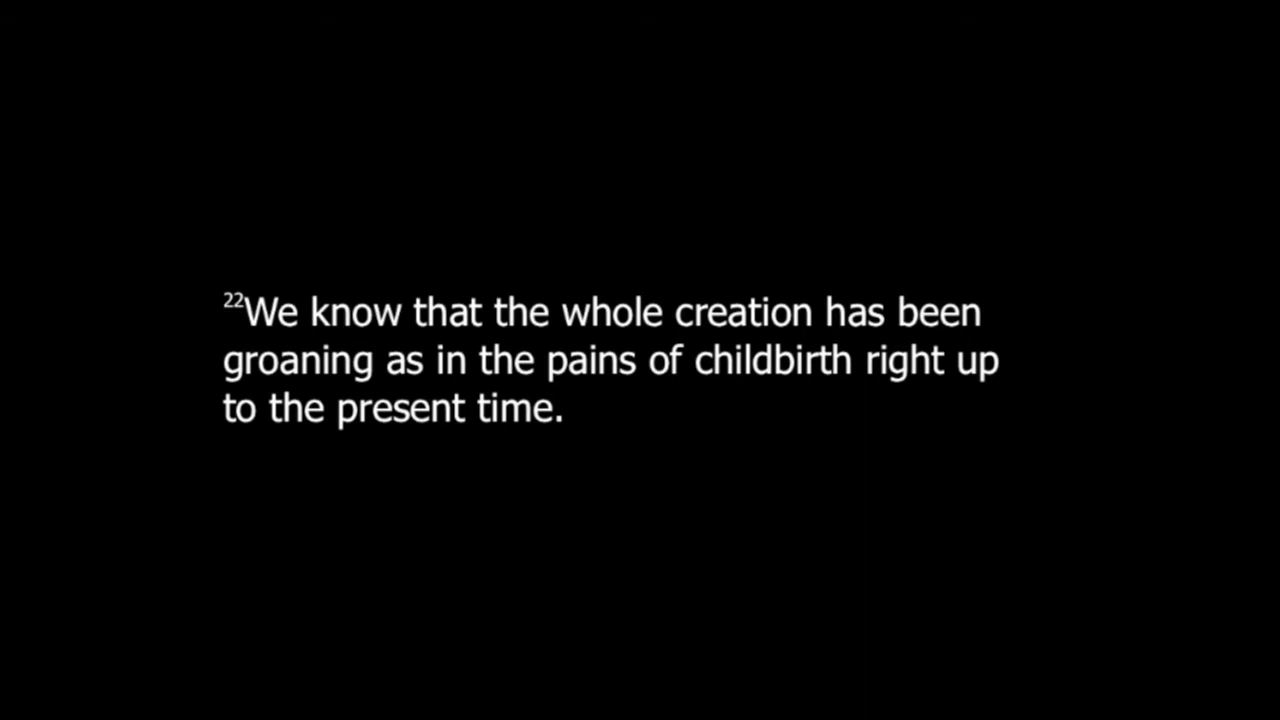 22We know that the whole creation has been
groaning as in the pains of childbirth right up
to the present time.